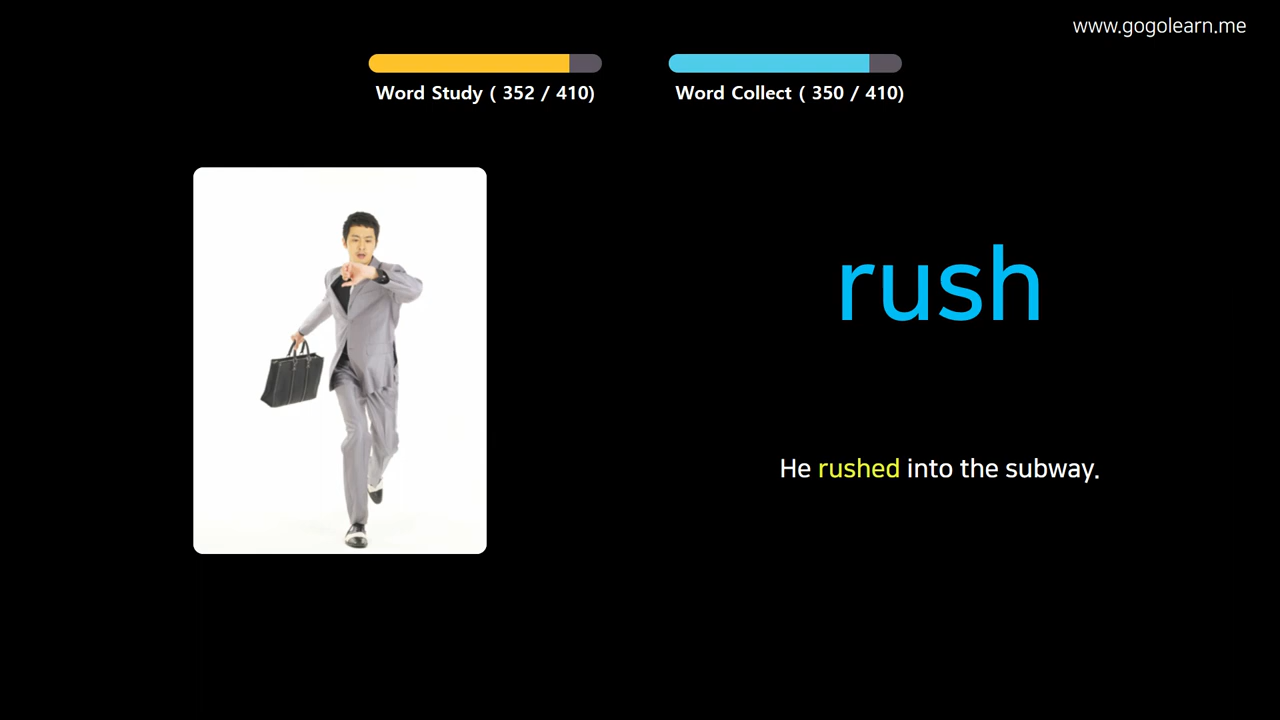 www.gogolearn.me
Word Study ( 352 / 410)
Word Collect ( 350 / 410)
rush
He rushed into the subway.